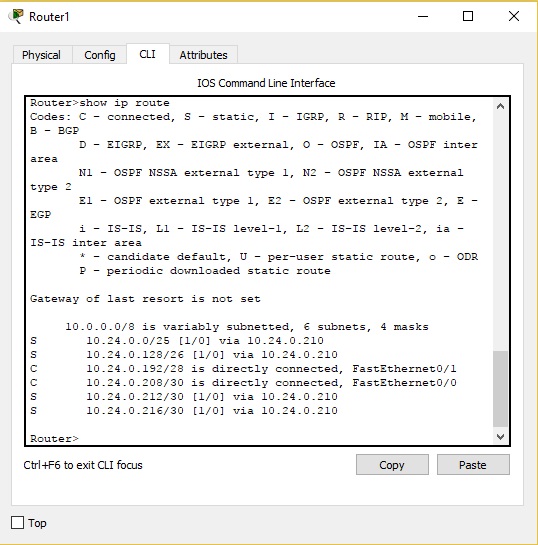 Router1
Physical Config CLI Attributes
IOS Command Line Interface
Router>show ip route
Codes: C - connected, S - static, I - IGRP, R - RIP, M - mobile,
B - BGP
D - EIGRP, EX - EIGRP external, O - OSPF, IA - OSPF inter
area
N1 - OSPF NSSA external type 1, N2 - OSPF NSSA external
type 2
E1 - OSPF external type 1, E2 - OSPF external type 2, E -
EGP
i - IS-IS, L1 - IS-IS level-1, L2 - IS-IS level-2, ia -
IS-IS inter area
* - candidate default, U - per-user static route, o - ODR
P - periodic downloaded static route
Gateway of last resort is not set
10.0.0.0/8 is variably subnetted, 6 subnets, 4 masks
S 10.24.0.0/25 [1/0] via 10.24.0.210
S 10.24.0.128/26 [1/0] via 10.24.0.210
C 10.24.0.192/28 is directly connected, FastEthernet0/1
C 10.24.0.208/30 is directly connected, FastEthernet0/0
S 10.24.0.212/30 [1/0] via 10.24.0.210
S 10.24.0.216/30 [1/0] via 10.24.0.210
Router>
Ctrl+F6 to exit CLI focus Copy Paste
Top